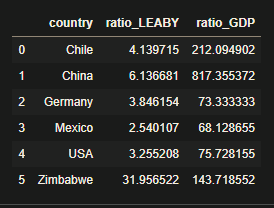 country ratio_LEABY ratio_GDP
0 Chile 4.139715 212.094902
1 China 6.136681 817.355372
2 Germany 3.846154 73.333333
3 Mexico 2.540107 68.128655
4 USA 3.255208 75.728155
5 Zimbabwe 31.956522 143.718552